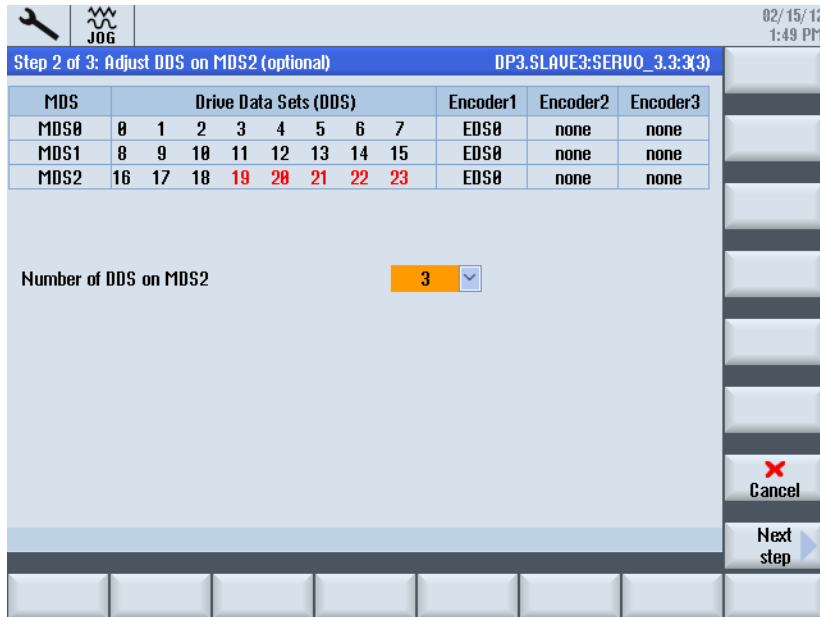 JOG
02/15/12
1:49 PM
Step 2 of 3: Adjust DDS on MDS2 (optional) DP3.SLAVE3:SERVO_3.3:3(3)
MDS Drive Data Sets (DDS) Encoder1 Encoder2 Encoder3
MDS0 0 1 2 3 4 5 6 7 EDS0 none none
MDS1 8 9 10 11 12 13 14 15 EDS0 none none
MDS2 16 17 18 19 20 21 22 23 EDS0 none none
Number of DDS on MDS2 3
Cancel
Next
step